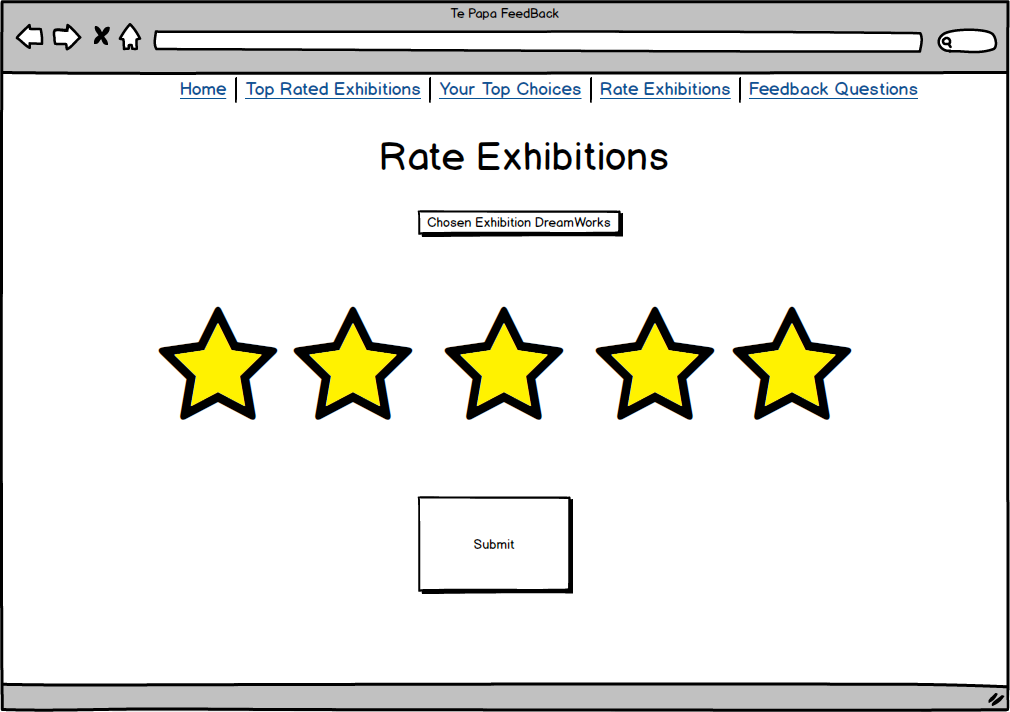 Te Papa FeedBack
Home Top Rated Exhibitions Your Top Choices Rate Exhibitions Feedback Questions
Rate Exhibitions
Chosen Exhibition DreamWorks
Submit